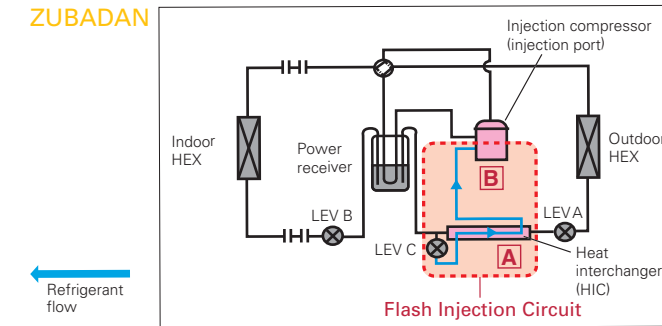 ZUBADAN
Injection compressor
(injection port)
Indoor
HEX
Power
receiver
Outdoor
HEX
B
LEV B
LEV A
LEV C
A
Heat
interchanger
(HIC)
Refrigerant
flow
Flash Injection Circuit